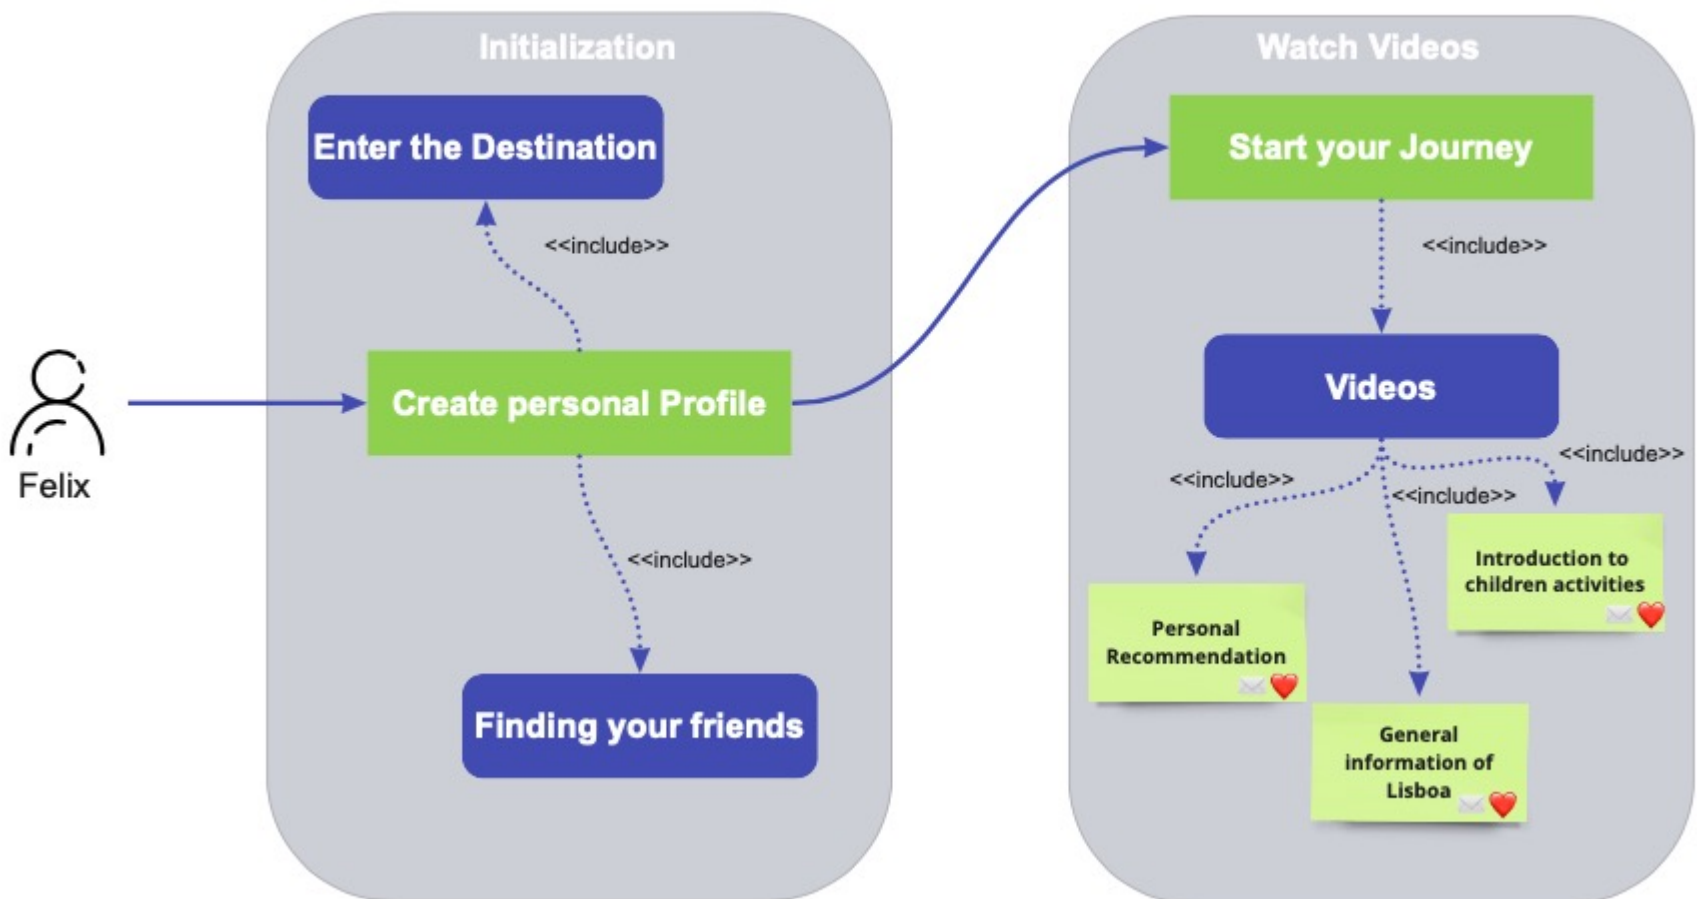 Initialization
Enter the Destination
<<include>>
Create personal Profile
Felix
<<include>>
Finding your friends
Watch Videos
Start your Journey
<<include>>
Videos
<<include>>
<<include>>
<<include>>
Introduction to
children activities
Personal
Recommendation
General
information of
Lisboa